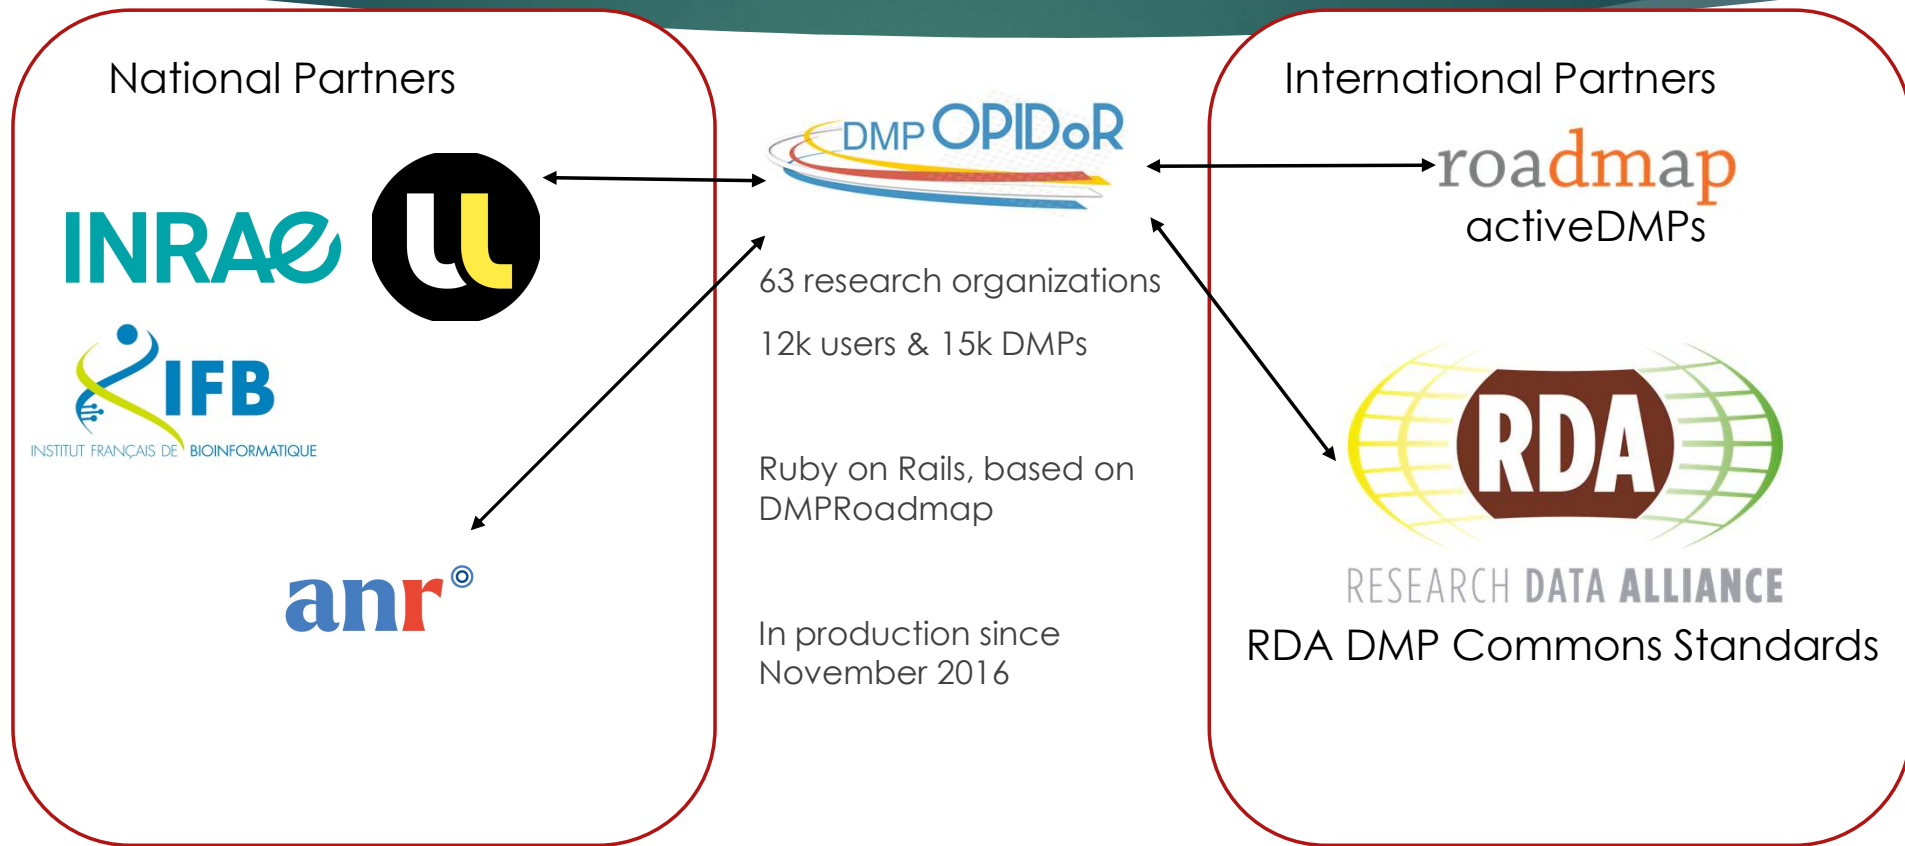 National Partners
INRAE
IFB
INSTITUT FRANÇAIS DE BIOINFORMATIQUE
anr
DMP OPIDoR
63 research organizations
12k users & 15k DMPs
Ruby on Rails, based on
DMPRoadmap
In production since
November 2016
International Partners
roadmap
activeDMPs
RDA
RESEARCH DATA ALLIANCE
RDA DMP Commons Standards